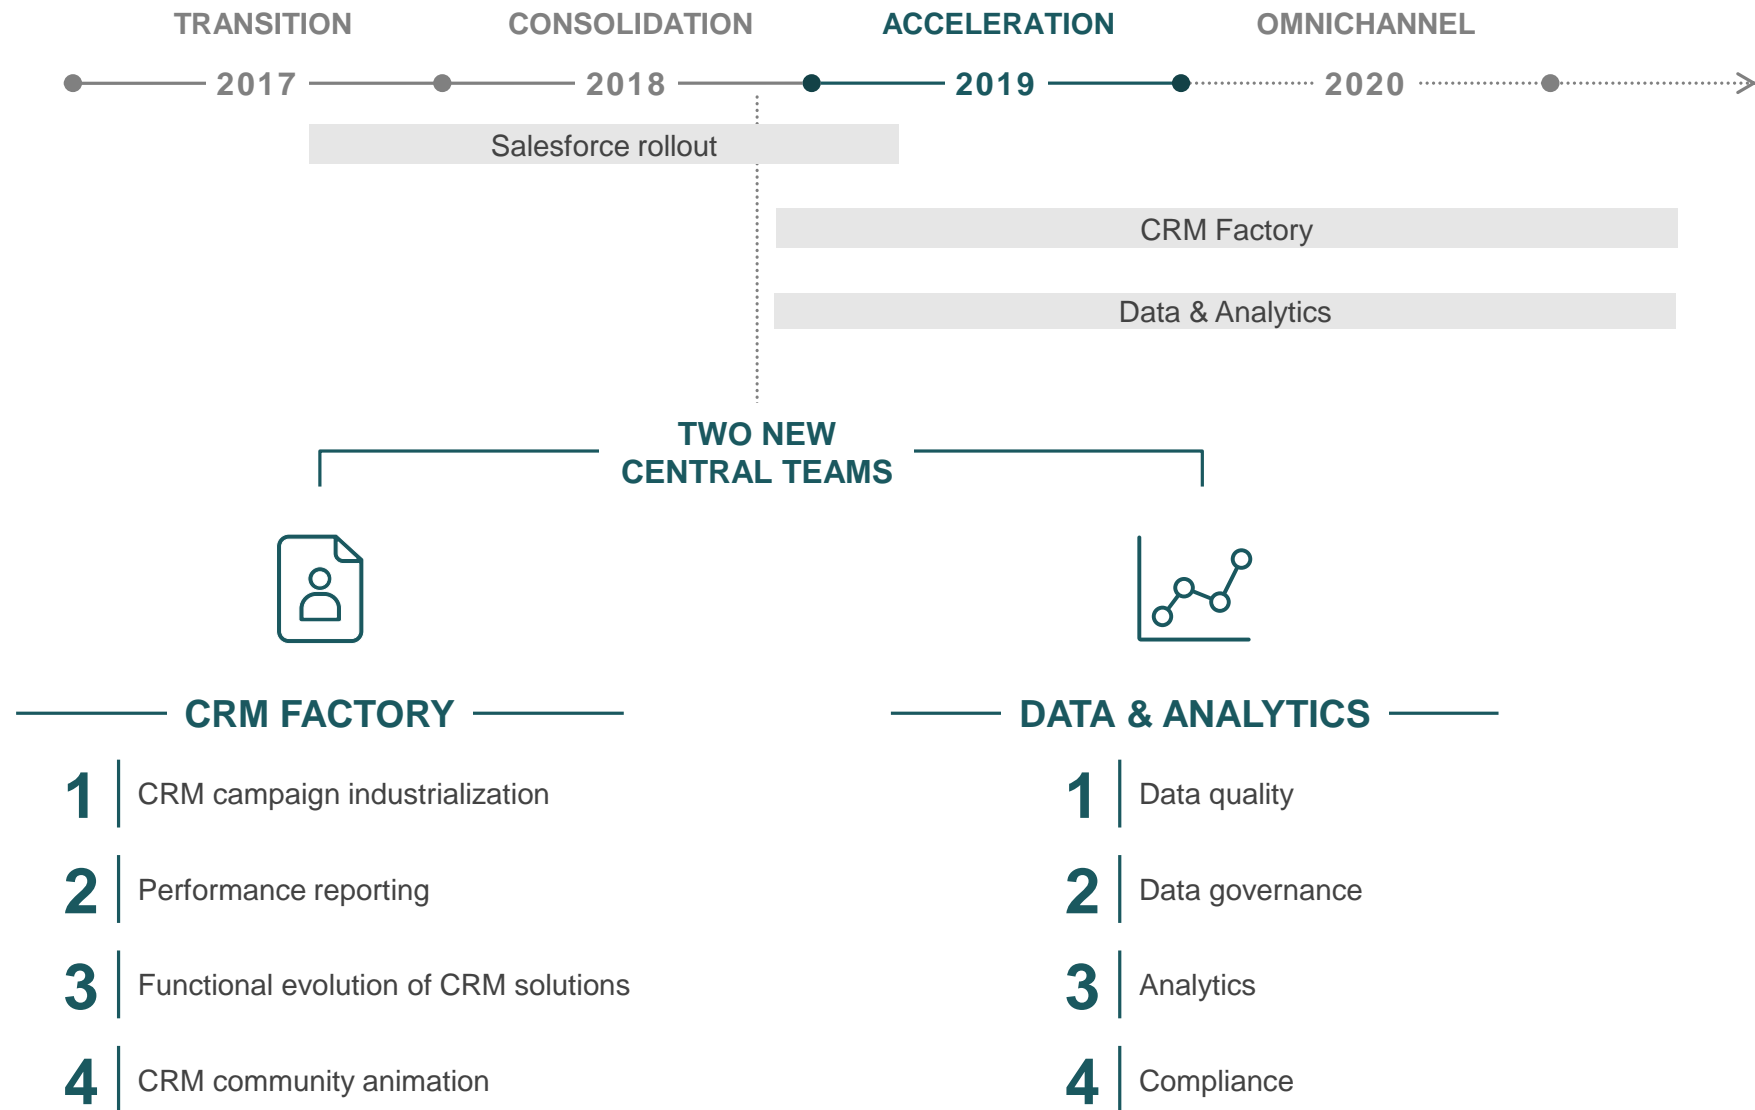 TRANSITION CONSOLIDATION ACCELERATION OMNICHANNEL
2017 2018 2019 2020
Salesforce rollout
CRM Factory
Data & Analytics
TWO NEW
CENTRAL TEAMS
CRM FACTORY
1 CRM campaign industrialization
2 Performance reporting
3 Functional evolution of CRM solutions
4 CRM community animation
DATA & ANALYTICS
1 Data quality
2 Data governance
3 Analytics
4 Compliance